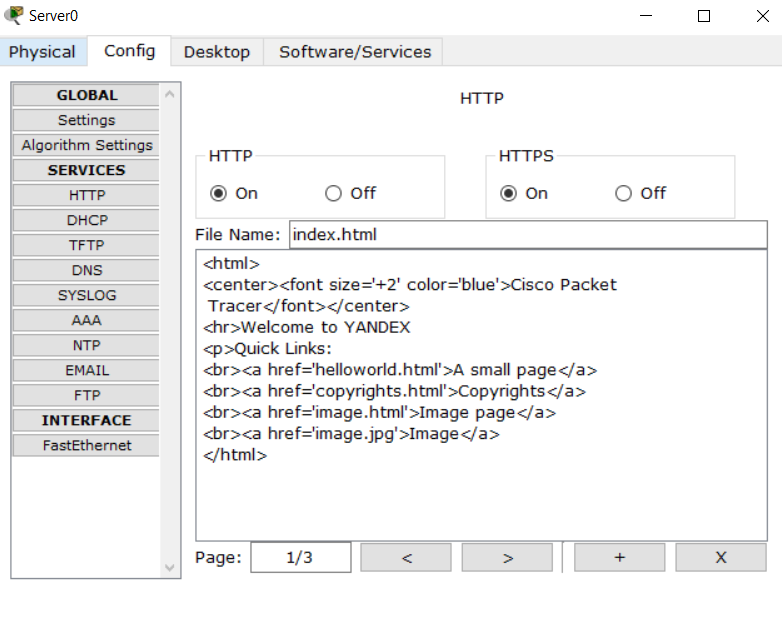 Server0
Physical Config Desktop Software/Services
GLOBAL
Settings
Algorithm Settings
SERVICES
HTTP
DHCP
TFTP
DNS
SYSLOG
AAA
NTP
EMAIL
FTP
INTERFACE
FastEthernet
HTTP
HTTP
On Off
HTTPS
On Off
File Name: index.html
<html>
<center><font size='+2' color='blue'>Cisco Packet
Tracer</font></center>
<hr>Welcome to YANDEX
<p>Quick Links:
<br><a href='helloworld.html'>A small page</a>
<br><a href='copyrights.html'>Copyrights</a>
<br><a href='image.html'>Image page</a>
<br><a href='image.jpg'>Image</a>
</html>
Page: 1/3 < > + X